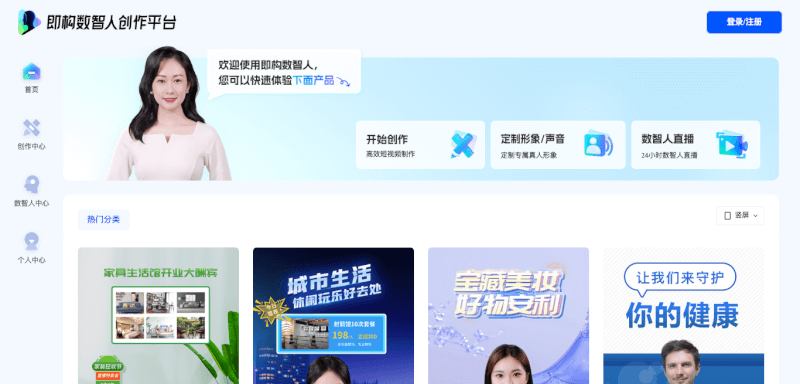 即构数智人创作平台
登录/注册
首页
创作中心
数智人中心
个人中心
欢迎使用即构数智人，
您可以快速体验下面产品
开始创作
高效短视频制作
定制形象/声音
定制专属真人形象
数智人直播
24小时数智人直播
热门分类
竖屏
家具生活馆开业大酬宾
城市生活
休闲玩乐好去处
198
宝藏美妆
好物安利
让我们来守护
你的健康